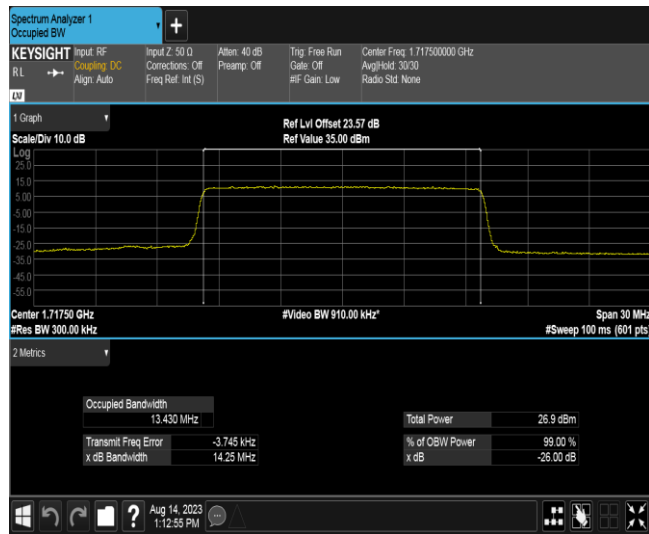 Spectrum Analyzer 1
Occupied BW
KEYSIGHT
R L
LXI
Input: RF
Coupling: DC
Align: Auto
Input Z: 50 Ω
Corrections: Off
Freq Ref: Int (S)
Atten: 40 dB
Preamp: Off
Trig: Free Run
Gate: Off
#IF Gain: Low
Center Freq: 1.717500000 GHz
Avg|Hold: 30/30
Radio Std: None
1 Graph
Scale/Div 10.0 dB
Ref Lvl Offset 23.57 dB
Ref Value 35.00 dBm
Log
25.0
15.0
5.00
-5.00
-15.0
-25.0
-35.0
-45.0
-55.0
Center 1.71750 GHz
#Res BW 300.00 kHz
#Video BW 910.00 kHz*
Span 30 MHz
#Sweep 100 ms (601 pts)
2 Metrics
Occupied Bandwidth
13.430 MHz
Transmit Freq Error -3.745 kHz
x dB Bandwidth 14.25 MHz
Total Power 26.9 dBm
% of OBW Power 99.00 %
x dB -26.00 dB
?
Aug 14, 2023
1:12:55 PM